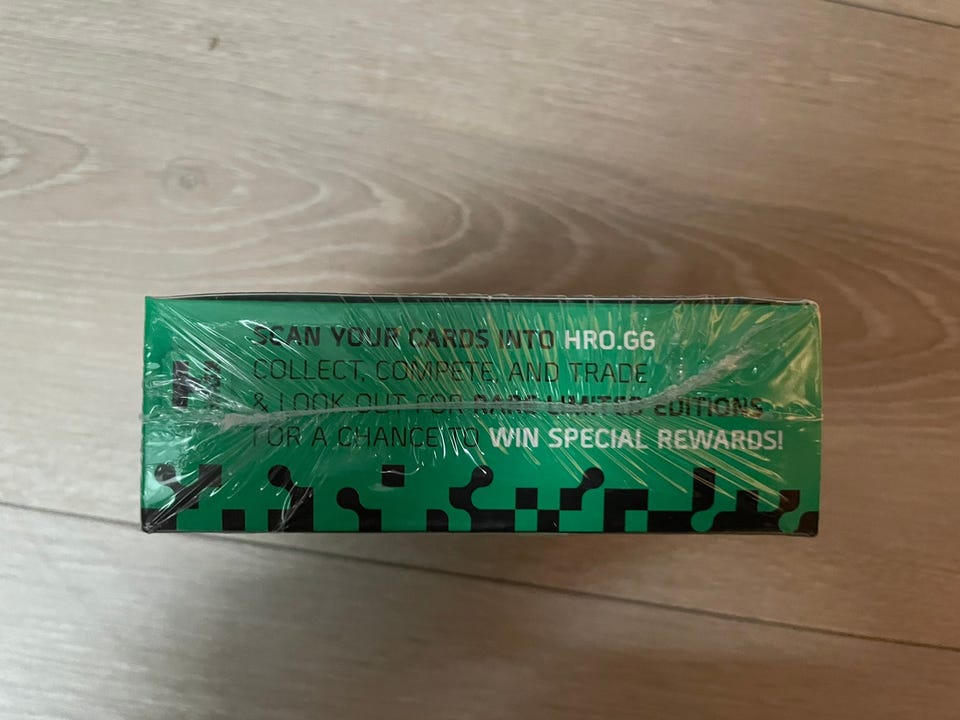 SCAN YOUR CARDS INTO HRO.GG
COLLECT, COMPETE, AND TRADE
& LOOK OUT FOR RARE LIMITED EDITIONS
FOR A CHANCE TO WIN SPECIAL REWARDS!